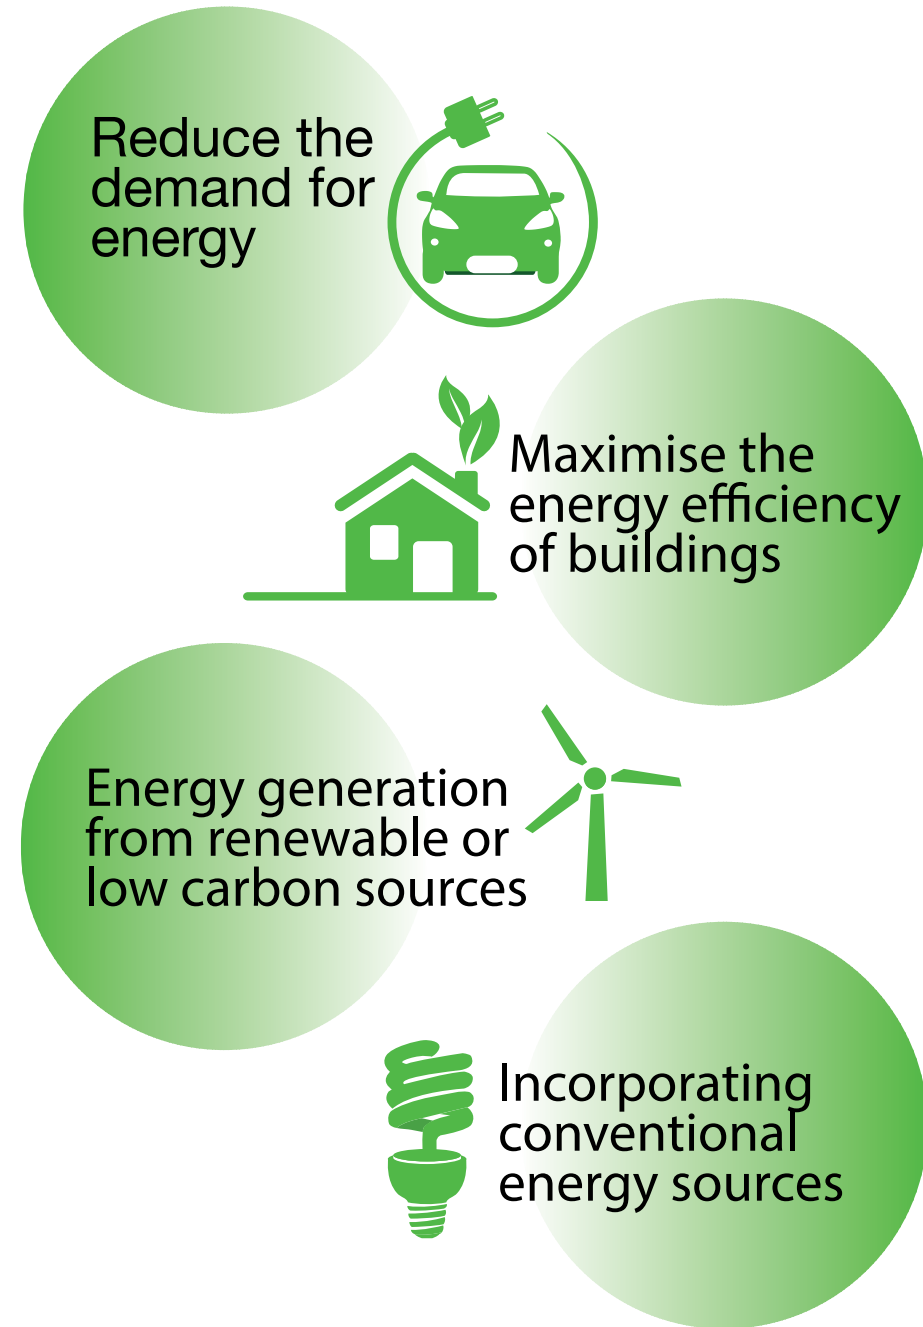 Reduce the
demand for
energy
Maximise the
energy efficiency
of buildings
Energy generation
from renewable or
low carbon sources
Incorporating
conventional
energy sources